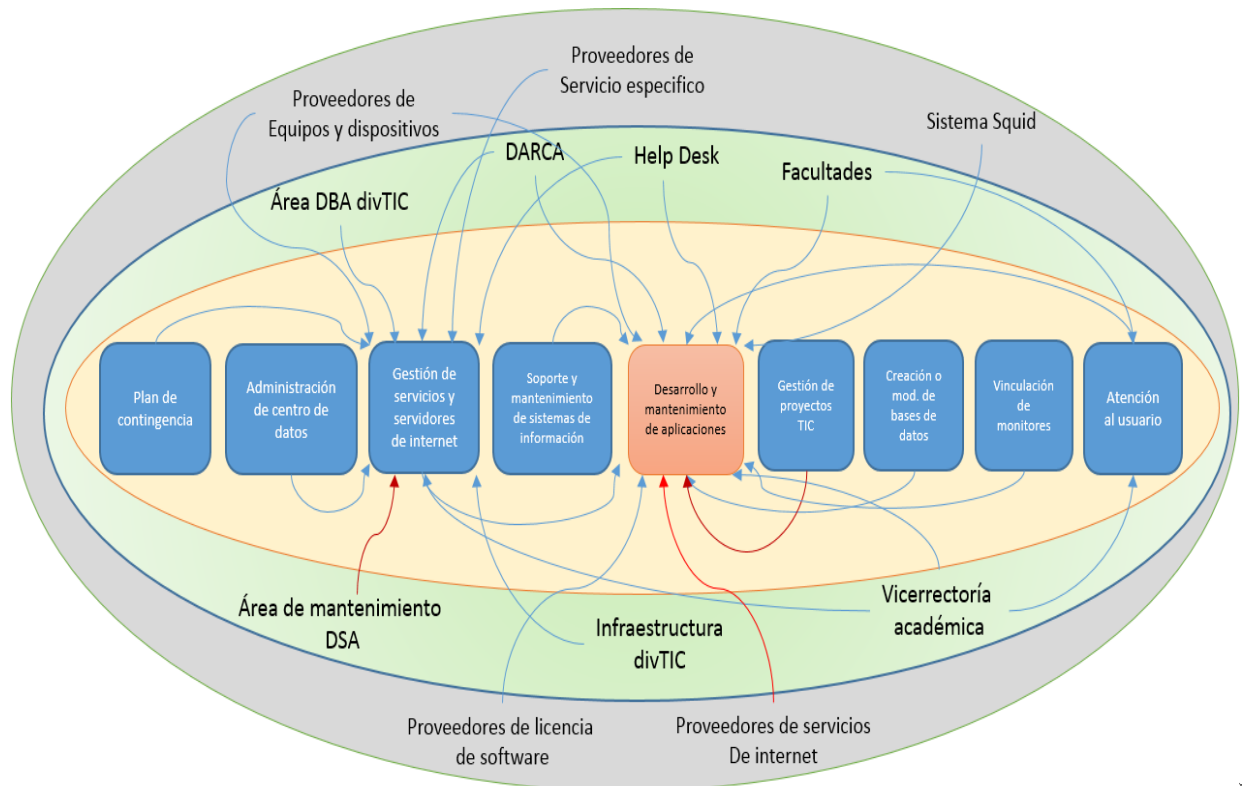 Proveedores de
Servicio especifico
Proveedores de
Equipos y dispositivos
Sistema Squid
DARCA
Help Desk
Facultades
Área DBA divTIC
Plan de
contingencia
Administración
de centro de
datos
Gestión de
servicios y
servidores
de internet
Soporte y
mantenimiento
de sistemas de
información
Desarrollo y
mantenimiento
de aplicaciones
Gestión de
proyectos
TIC
Creación o
mod. de
bases de
datos
Vinculación
de
monitores
Atención
al usuario
Área de mantenimiento
DSA
Infraestructura
divTIC
Vicerrectoría
académica
Proveedores de licencia
de software
Proveedores de servicios
De internet